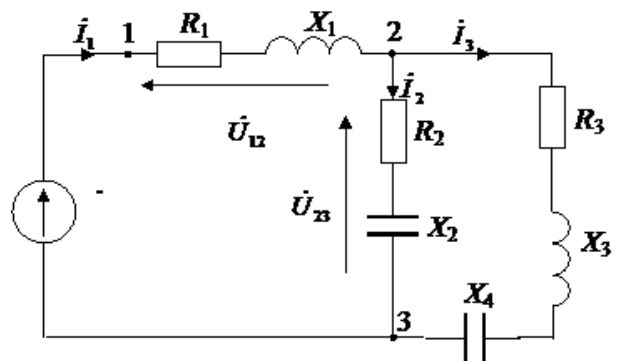 İ₁
1
R₁
X₁
2
İ₃
İ₂
R₂
R₃
U̇₁₂
U̇₂₃
X₂
X₃
3
X₄